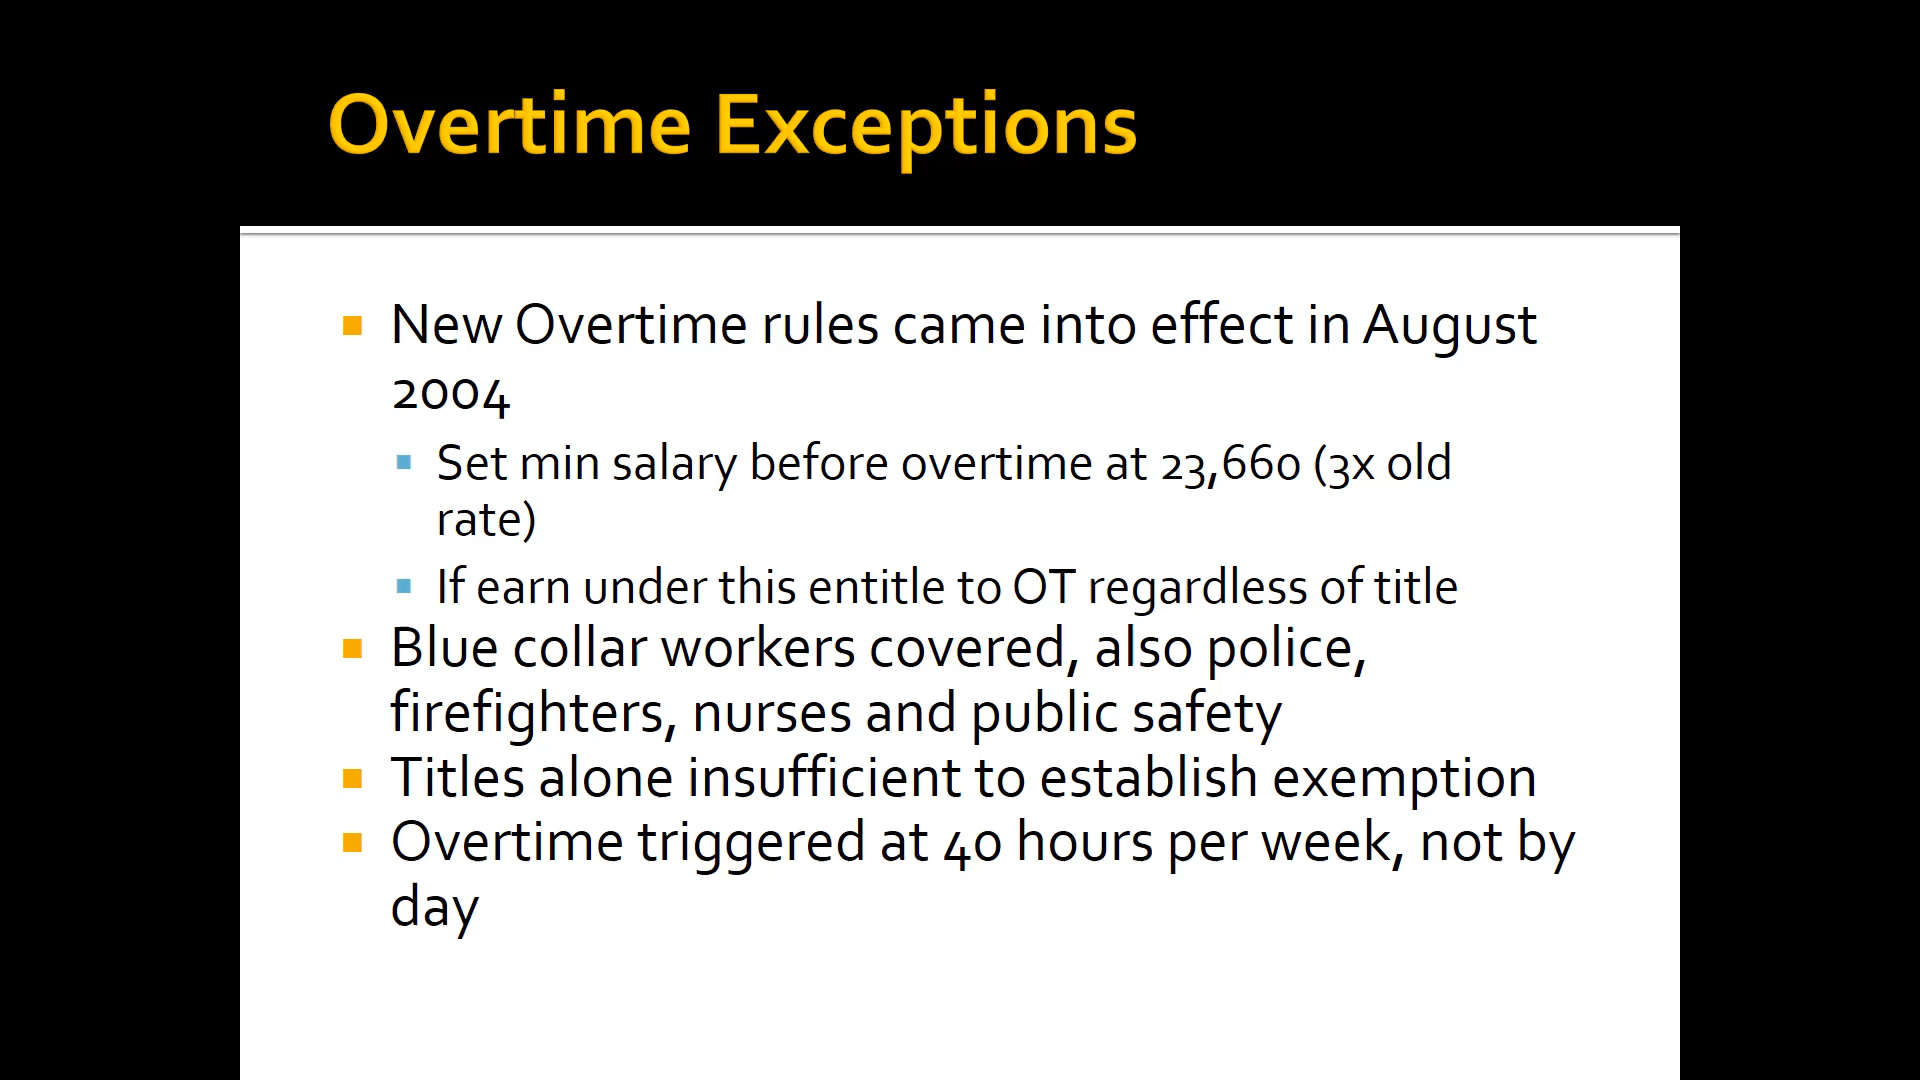 Overtime Exceptions
New Overtime rules came into effect in August
2004
Set min salary before overtime at 23,660 (3x old
rate)
If earn under this entitle to OT regardless of title
Blue collar workers covered, also police,
firefighters, nurses and public safety
Titles alone insufficient to establish exemption
Overtime triggered at 40 hours per week, not by
day